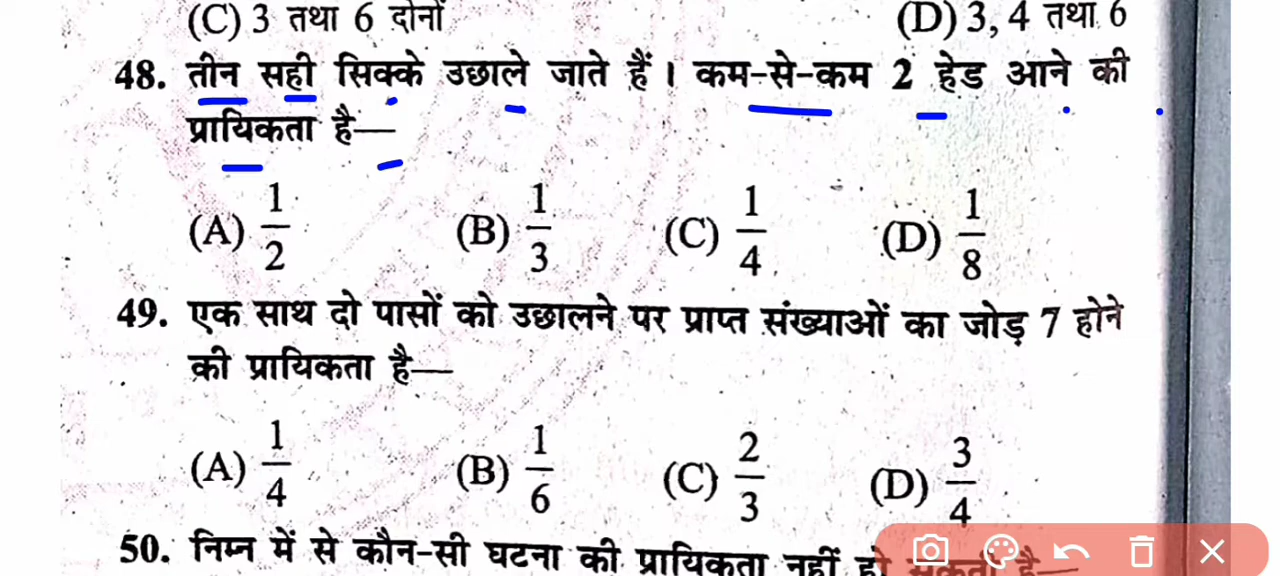 (C) 3 तथा 6 दोनों (D) 3, 4 तथा 6
48. तीन सही सिक्के उछाले जाते हैं। कम-से-कम 2 हेड आने की
प्रायिकता है—
(A) 1/2 (B) 1/3 (C) 1/4 (D) 1/8
49. एक साथ दो पासों को उछालने पर प्राप्त संख्याओं का जोड़ 7 होने
की प्रायिकता है—
(A) 1/4 (B) 1/6 (C) 2/3 (D) 3/4
50. निम्न में से कौन-सी घटना की प्रायिकता नहीं हो सकती है—